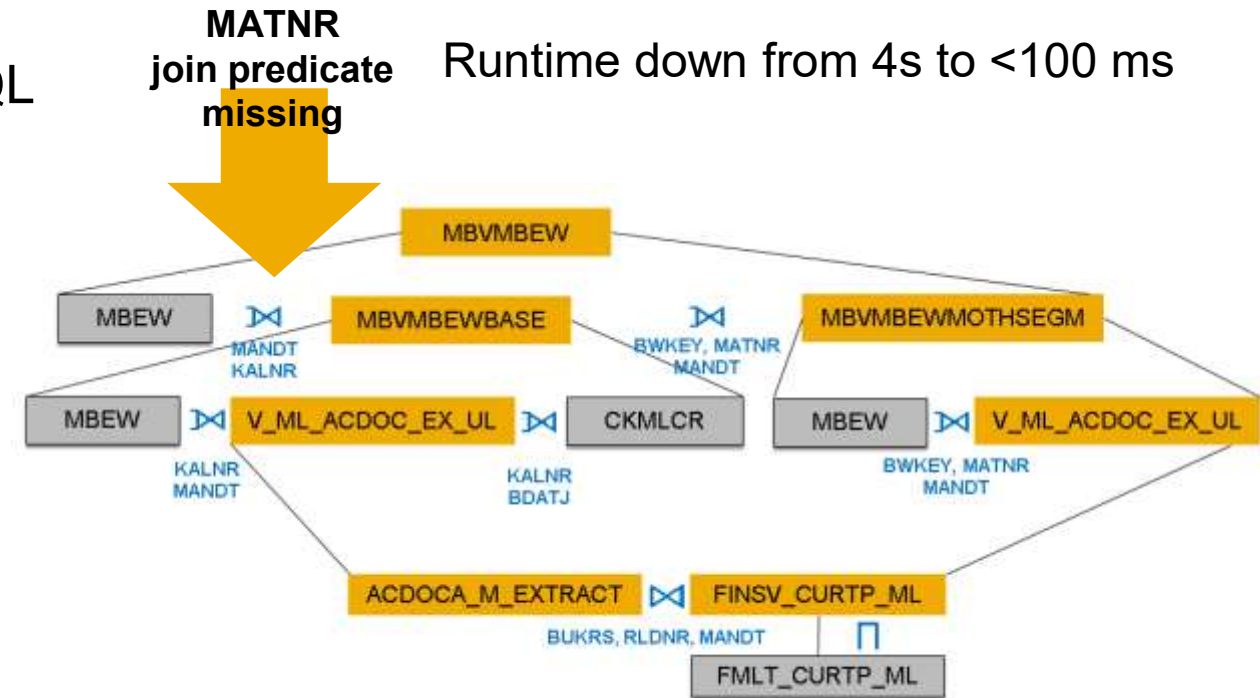 MATNR
join predicate
missing
QL
Runtime down from 4s to <100 ms
MBVMBEW
MBEW
MANDT
KALNR
MBVMBEWBASE
BWKEY, MATNR
MANDT
MBVMBEWMOTHSEGM
MBEW
KALNR
MANDT
V_ML_ACDOC_EX_UL
KALNR
BDATJ
CKMLCR
MBEW
BWKEY, MATNR
MANDT
V_ML_ACDOC_EX_UL
ACDOCA_M_EXTRACT
BUKRS, RLDNR, MANDT
FINSV_CURTP_ML
FMLT_CURTP_ML